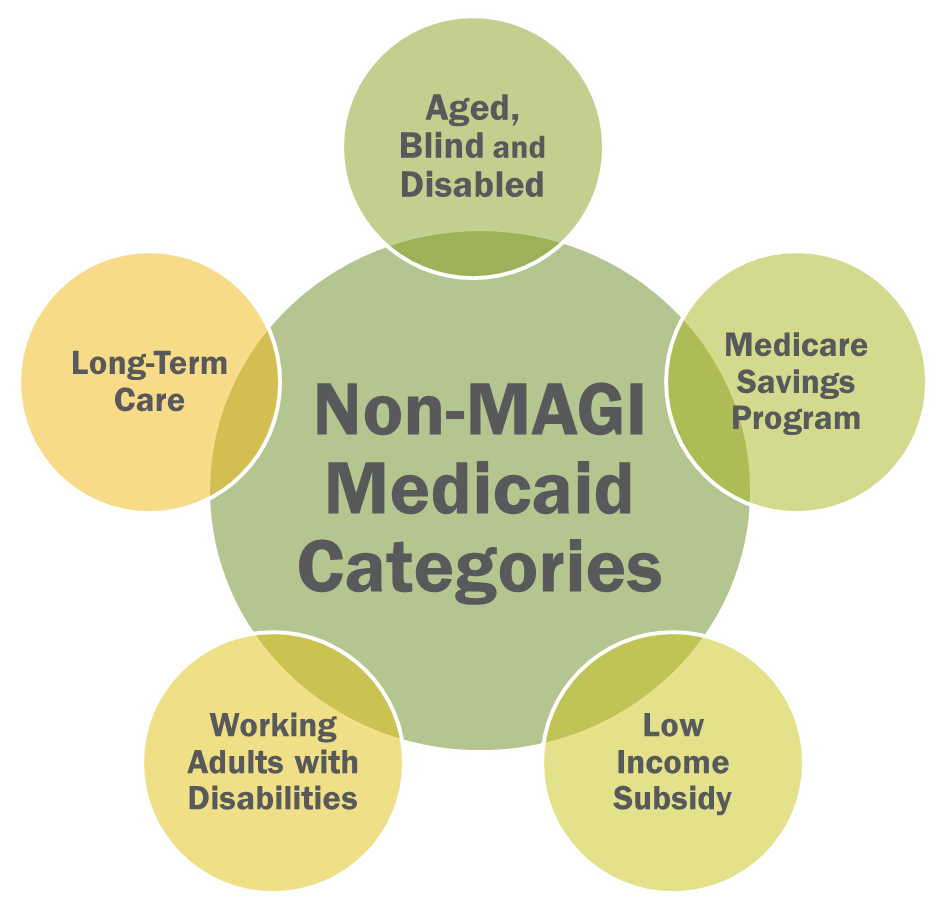 Aged,
Blind and
Disabled
Long-Term
Care
Medicare
Savings
Program
Non-MAGI
Medicaid
Categories
Working
Adults with
Disabilities
Low
Income
Subsidy